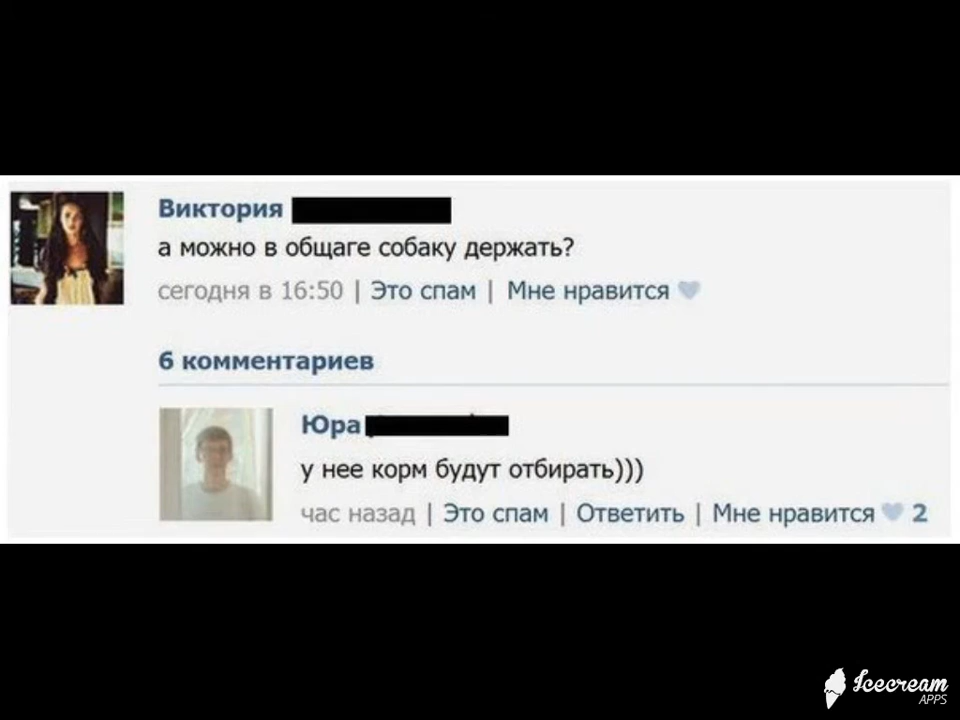 Виктория
а можно в общаге собаку держать?
сегодня в 16:50 | Это спам | Мне нравится
6 комментариев
Юра
у нее корм будут отбирать)))
час назад | Это спам | Ответить | Мне нравится 2
Icecream
APPS